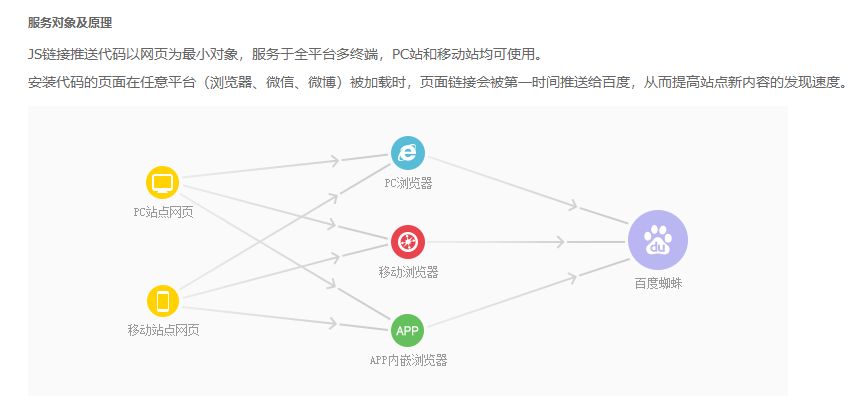 服务对象及原理
JS链接推送代码以网页为最小对象，服务于全平台多终端，PC站和移动站均可使用。
安装代码的页面在任意平台（浏览器、微信、微博）被加载时，页面链接会被第一时间推送给百度，从而提高站点新内容的发现速度。
PC浏览器
PC站点网页
du
移动浏览器
百度蜘蛛
移动站点网页
APP
APP内嵌浏览器